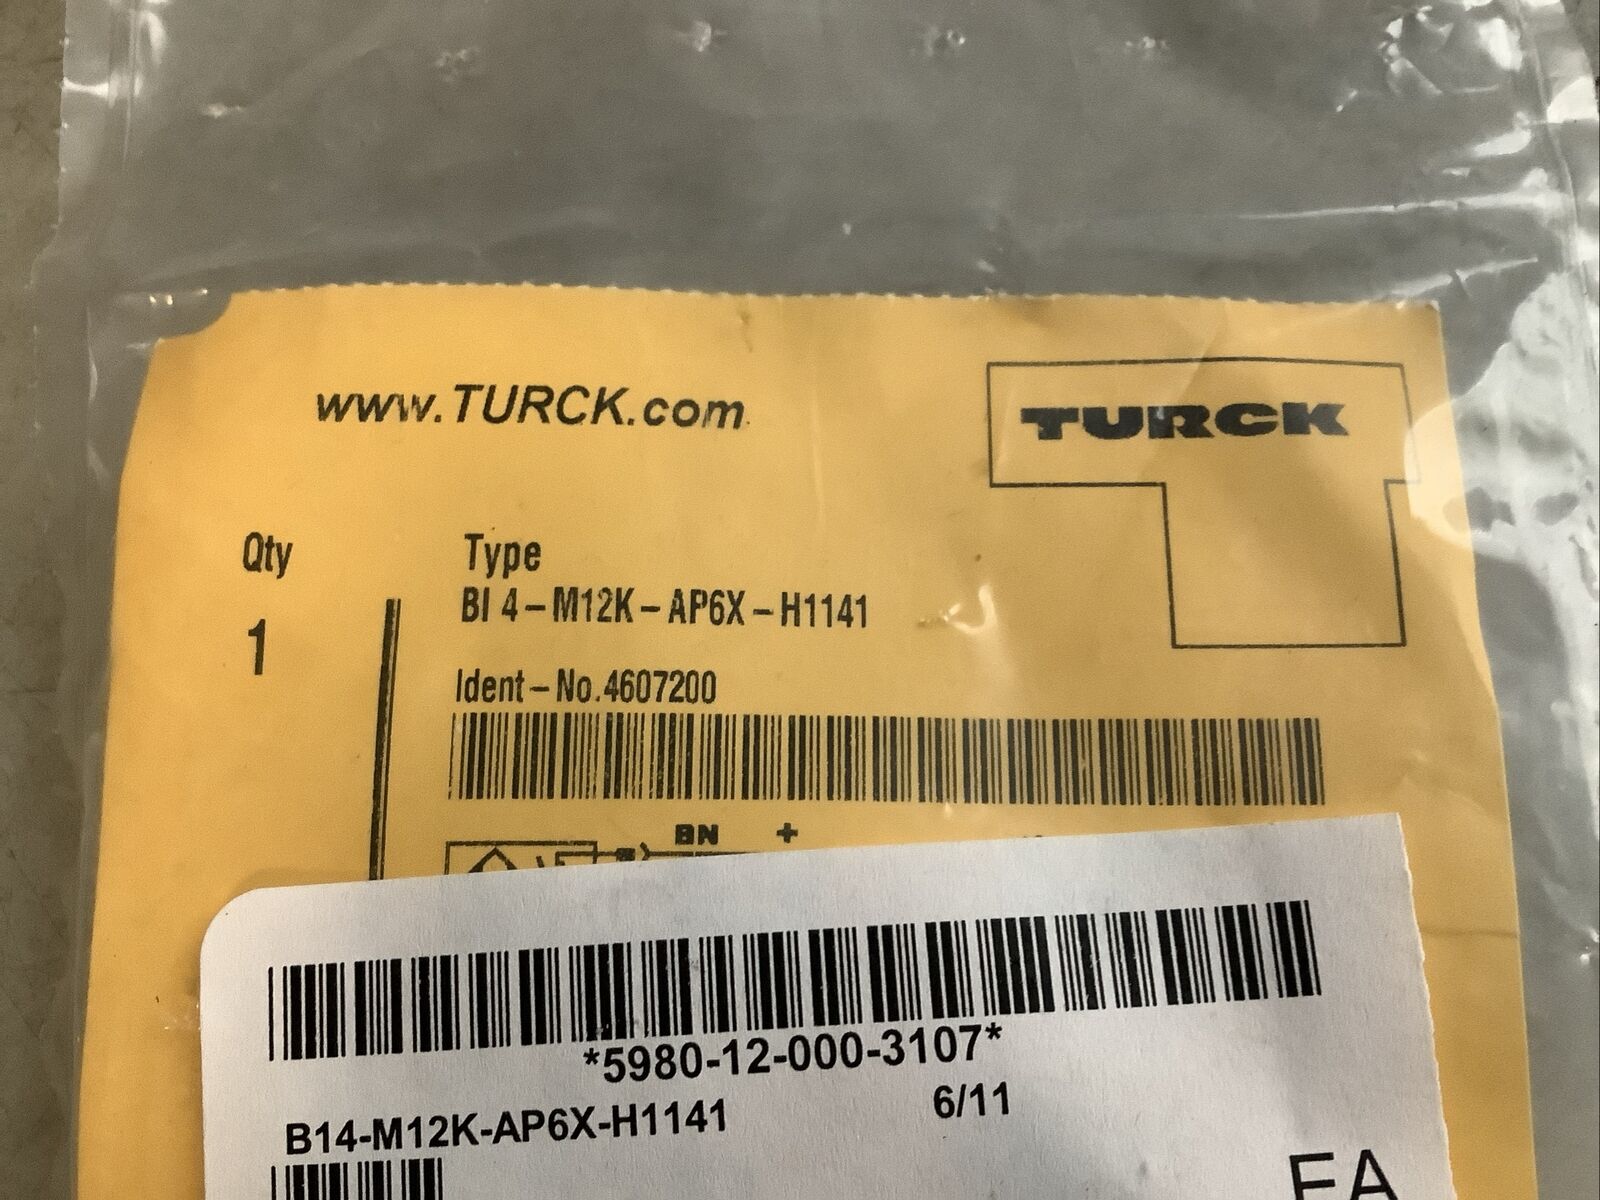 www.TURCK.com
TURCK
Qty
Type
1
BI 4-M12K-AP6X-H1141
Ident-No.4607200
BN +
*5980-12-000-3107*
B14-M12K-AP6X-H1141 6/11
EA